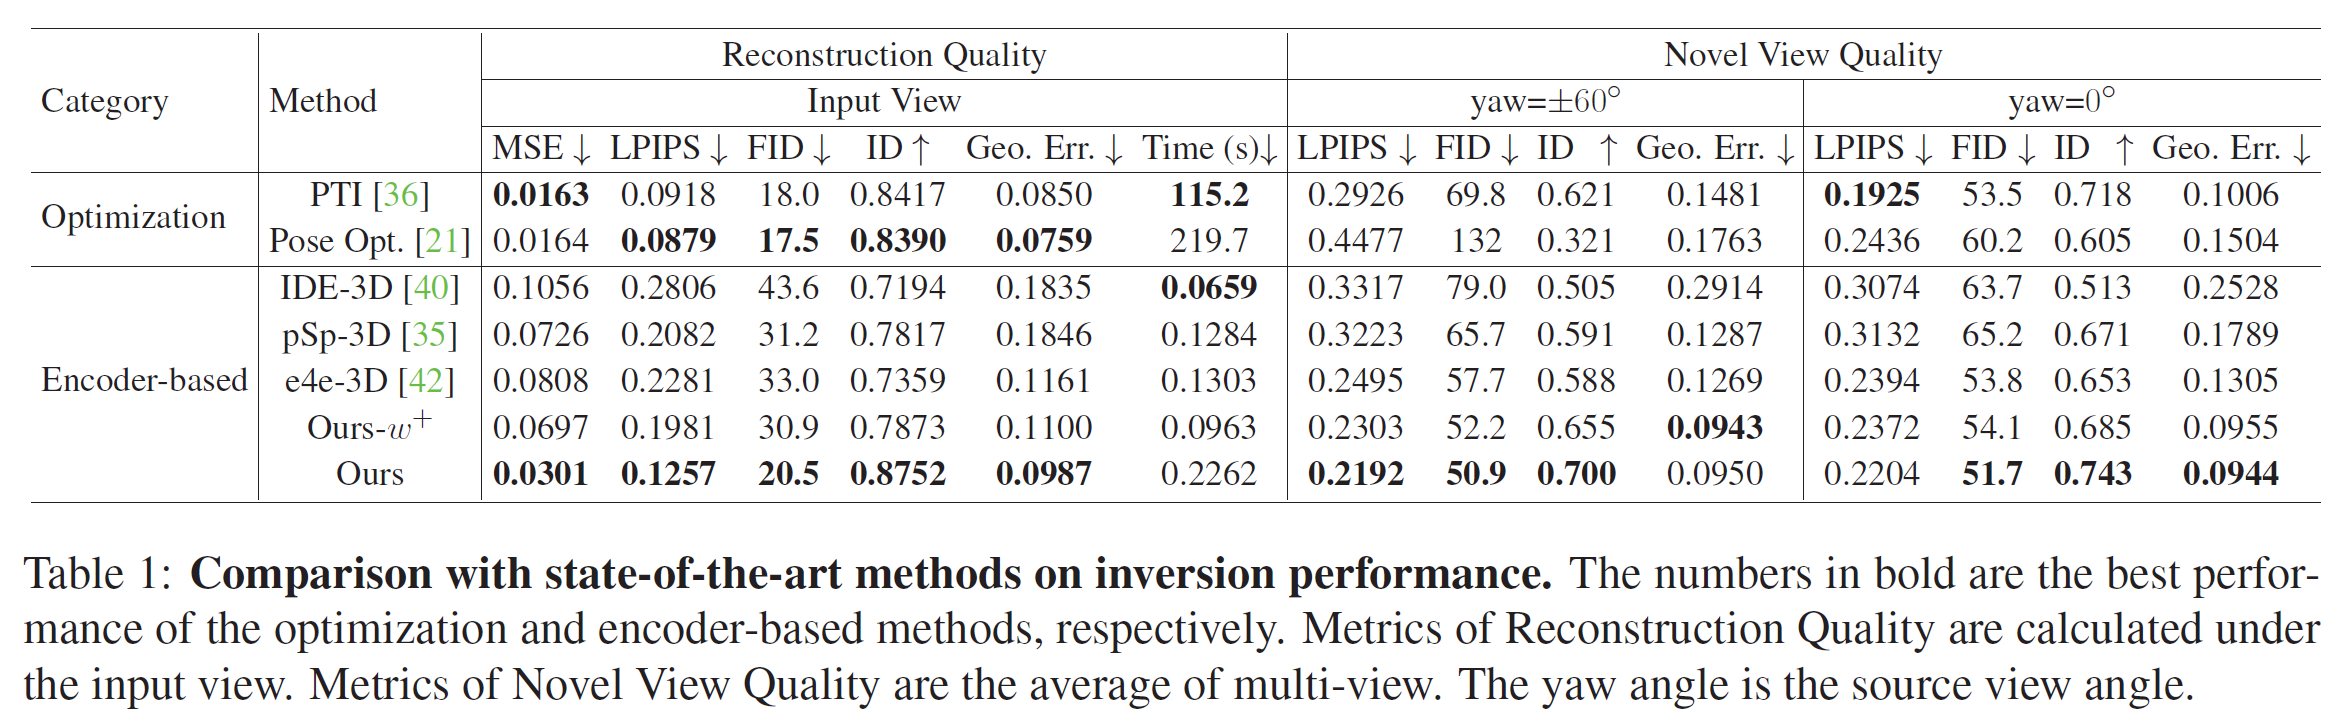 Reconstruction Quality Novel View Quality
Category Method Input View yaw=±60° yaw=0°
MSE ↓ LPIPS ↓ FID ↓ ID ↑ Geo. Err. ↓ Time (s)↓ LPIPS ↓ FID ↓ ID ↑ Geo. Err. ↓ LPIPS ↓ FID ↓ ID ↑ Geo. Err. ↓
Optimization PTI [36] 0.0163 0.0918 18.0 0.8417 0.0850 115.2 0.2926 69.8 0.621 0.1481 0.1925 53.5 0.718 0.1006
Pose Opt. [21] 0.0164 0.0879 17.5 0.8390 0.0759 219.7 0.4477 132 0.321 0.1763 0.2436 60.2 0.605 0.1504
Encoder-based IDE-3D [40] 0.1056 0.2806 43.6 0.7194 0.1835 0.0659 0.3317 79.0 0.505 0.2914 0.3074 63.7 0.513 0.2528
pSp-3D [35] 0.0726 0.2082 31.2 0.7817 0.1846 0.1284 0.3223 65.7 0.591 0.1287 0.3132 65.2 0.671 0.1789
e4e-3D [42] 0.0808 0.2281 33.0 0.7359 0.1161 0.1303 0.2495 57.7 0.588 0.1269 0.2394 53.8 0.653 0.1305
Ours-w⁺ 0.0697 0.1981 30.9 0.7873 0.1100 0.0963 0.2303 52.2 0.655 0.0943 0.2372 54.1 0.685 0.0955
Ours 0.0301 0.1257 20.5 0.8752 0.0987 0.2262 0.2192 50.9 0.700 0.0950 0.2204 51.7 0.743 0.0944
Table 1: Comparison with state-of-the-art methods on inversion performance. The numbers in bold are the best perfor-
mance of the optimization and encoder-based methods, respectively. Metrics of Reconstruction Quality are calculated under
the input view. Metrics of Novel View Quality are the average of multi-view. The yaw angle is the source view angle.